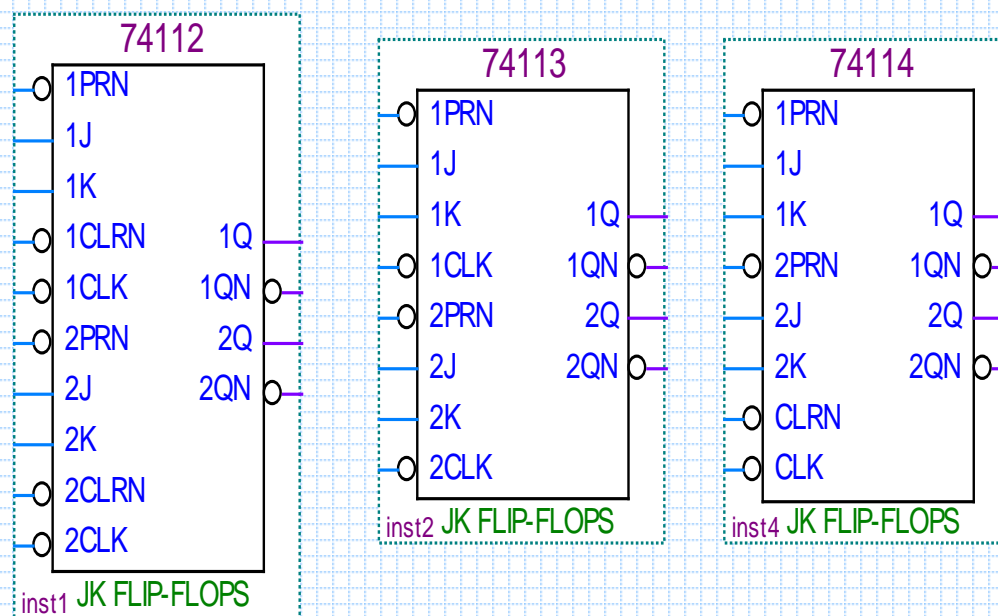 74112
1PRN
1J
1K
1CLRN 1Q
1CLK 1QN
2PRN 2Q
2J 2QN
2K
2CLRN
2CLK
inst1 JK FLIP-FLOPS
74113
1PRN
1J
1K 1Q
1CLK 1QN
2PRN 2Q
2J 2QN
2K
2CLK
inst2 JK FLIP-FLOPS
74114
1PRN
1J
1K 1Q
2PRN 1QN
2J 2Q
2K 2QN
CLRN
CLK
inst4 JK FLIP-FLOPS